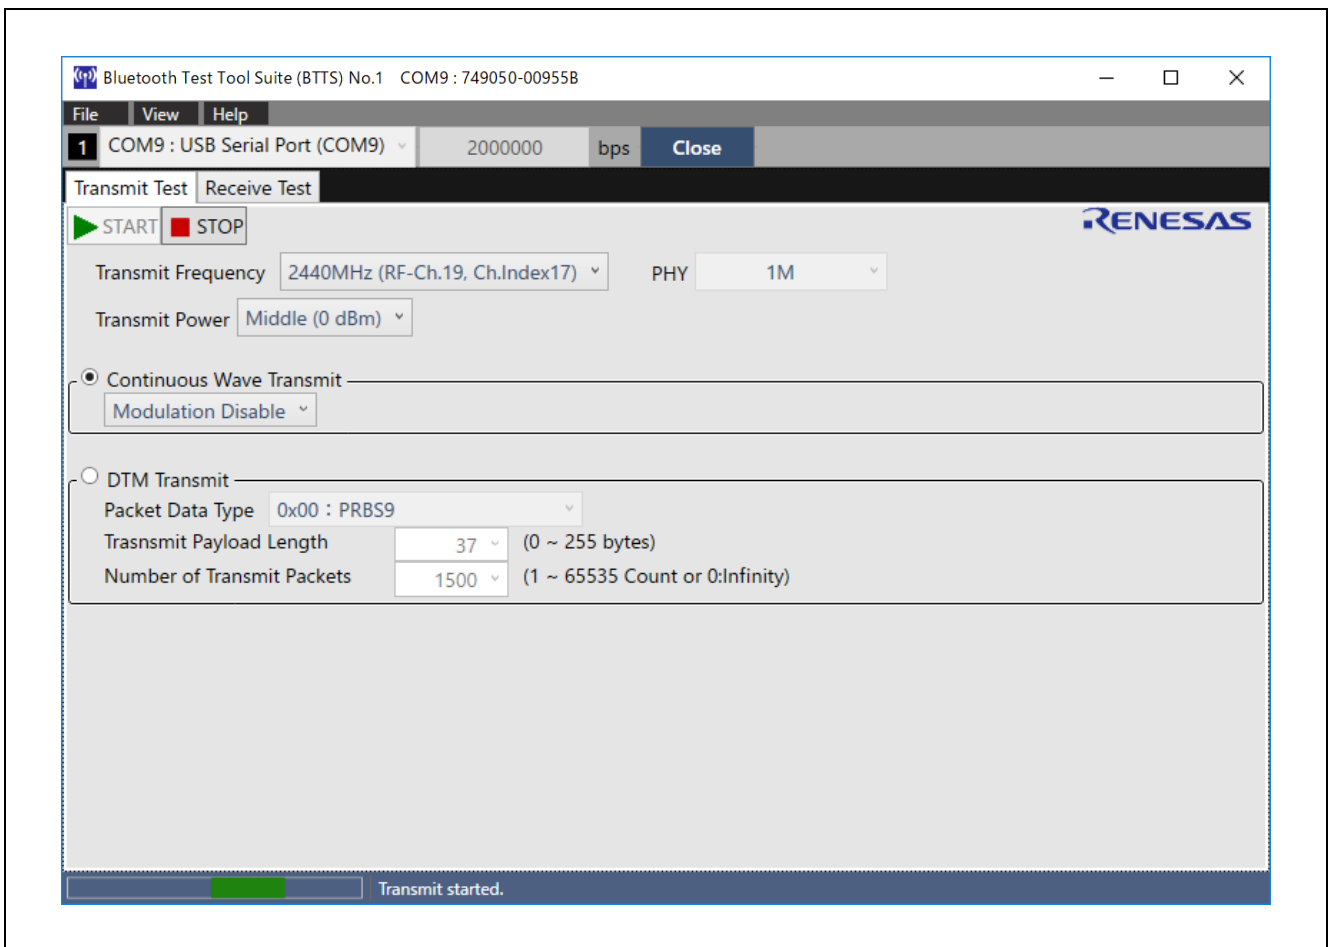 Bluetooth Test Tool Suite (BTTS) No.1 COM9 : 749050-00955B
File View Help
1 COM9 : USB Serial Port (COM9) 2000000 bps Close
Transmit Test Receive Test
START STOP RENESAS
Transmit Frequency 2440MHz (RF-Ch.19, Ch.Index17) PHY 1M
Transmit Power Middle (0 dBm)
Continuous Wave Transmit
Modulation Disable
DTM Transmit
Packet Data Type 0x00 : PRBS9
Trasnsmit Payload Length 37 (0 ~ 255 bytes)
Number of Transmit Packets 1500 (1 ~ 65535 Count or 0:Infinity)
Transmit started.